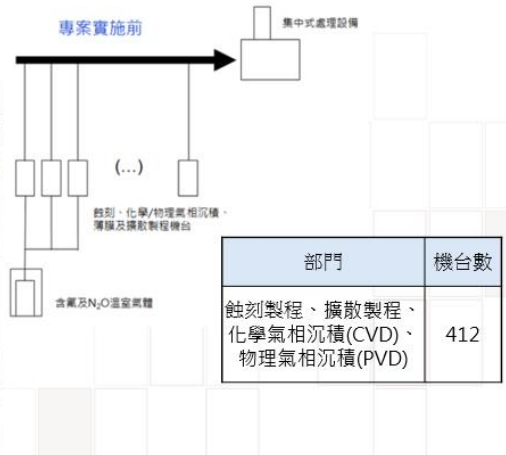 專案實施前
集中式處理設備
(...)
蝕刻、化學/物理氣相沉積、
薄膜及擴散製程機台
含氟及N₂O溫室氣體
部門
機台數
蝕刻製程、擴散製程、
化學氣相沉積(CVD)、
物理氣相沉積(PVD)
412